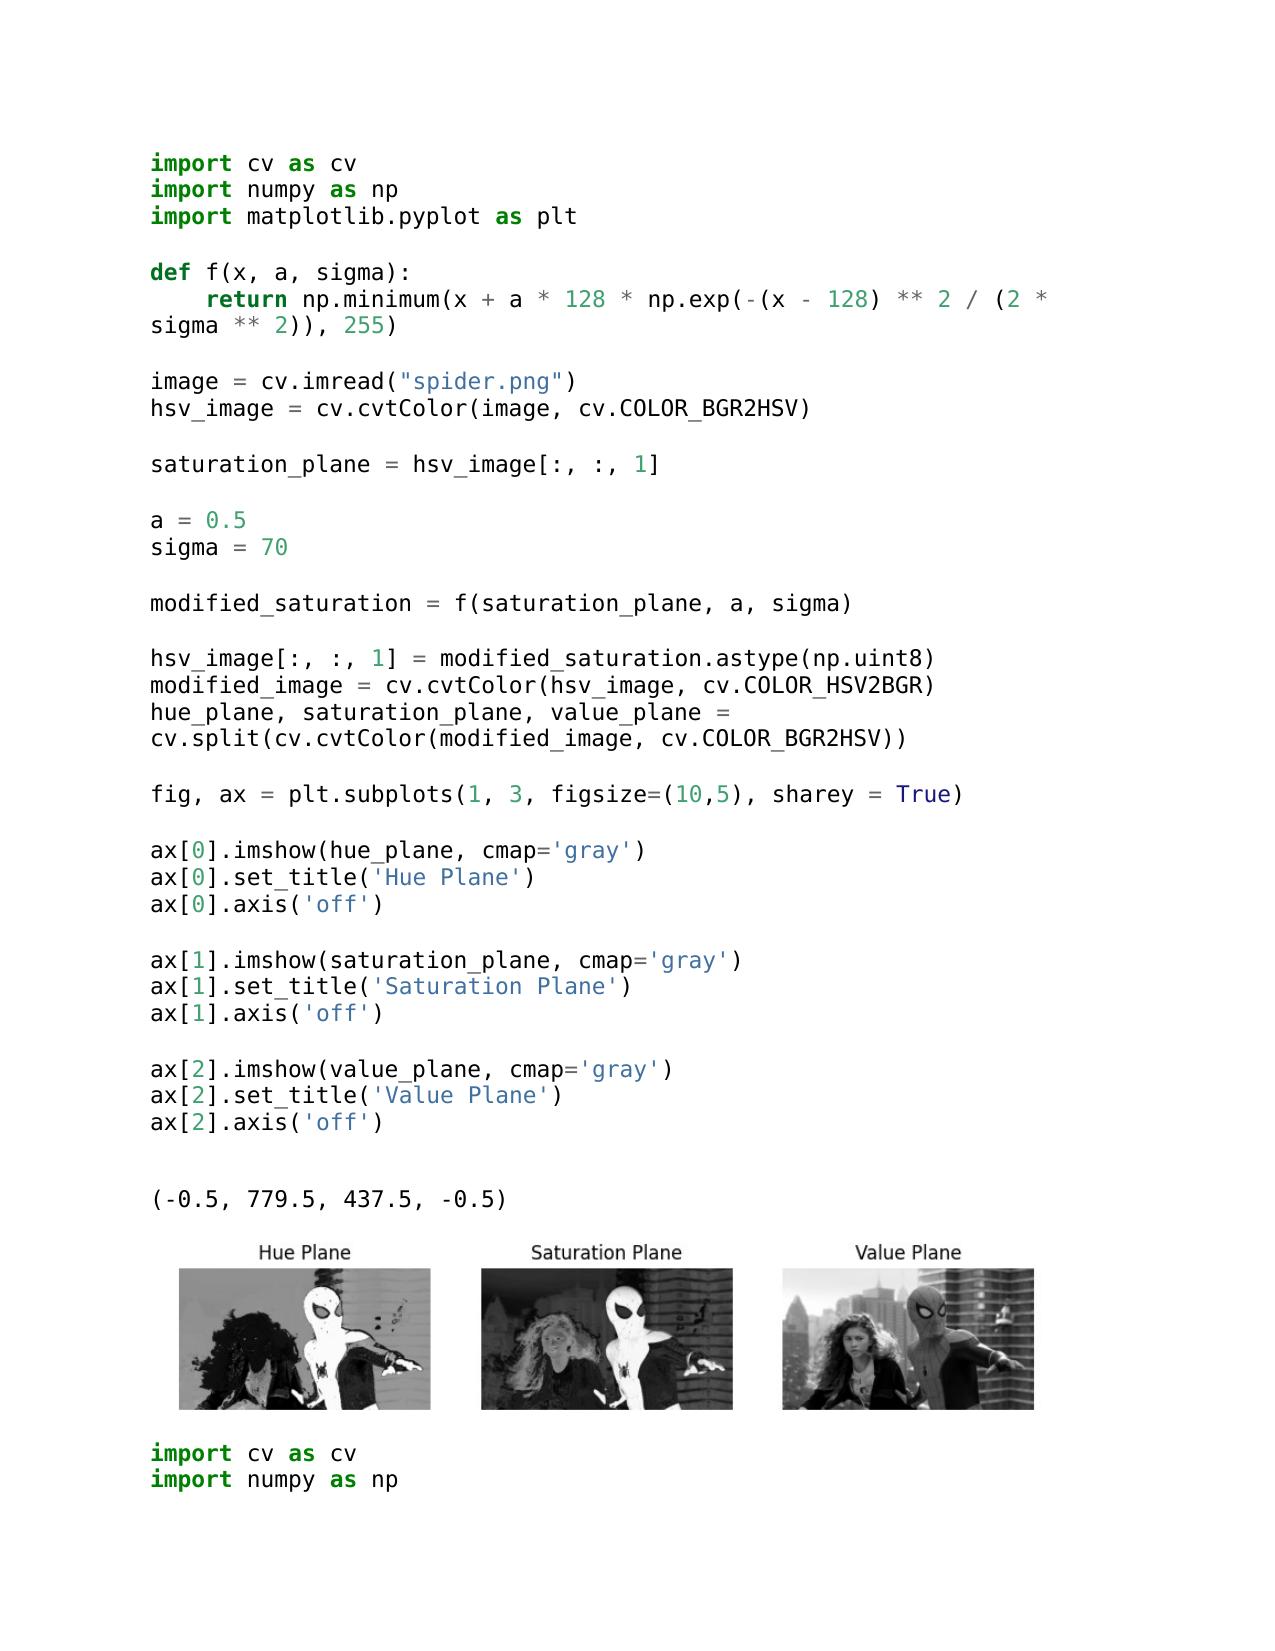 import cv as cv
import numpy as np
import matplotlib.pyplot as plt
def f(x, a, sigma):
    return np.minimum(x + a * 128 * np.exp(-(x - 128) ** 2 / (2 *
sigma ** 2)), 255)
image = cv.imread("spider.png")
hsv_image = cv.cvtColor(image, cv.COLOR_BGR2HSV)
saturation_plane = hsv_image[:, :, 1]
a = 0.5
sigma = 70
modified_saturation = f(saturation_plane, a, sigma)
hsv_image[:, :, 1] = modified_saturation.astype(np.uint8)
modified_image = cv.cvtColor(hsv_image, cv.COLOR_HSV2BGR)
hue_plane, saturation_plane, value_plane =
cv.split(cv.cvtColor(modified_image, cv.COLOR_BGR2HSV))
fig, ax = plt.subplots(1, 3, figsize=(10,5), sharey = True)
ax[0].imshow(hue_plane, cmap='gray')
ax[0].set_title('Hue Plane')
ax[0].axis('off')
ax[1].imshow(saturation_plane, cmap='gray')
ax[1].set_title('Saturation Plane')
ax[1].axis('off')
ax[2].imshow(value_plane, cmap='gray')
ax[2].set_title('Value Plane')
ax[2].axis('off')
(-0.5, 779.5, 437.5, -0.5)
Hue Plane
Saturation Plane
Value Plane
import cv as cv
import numpy as np